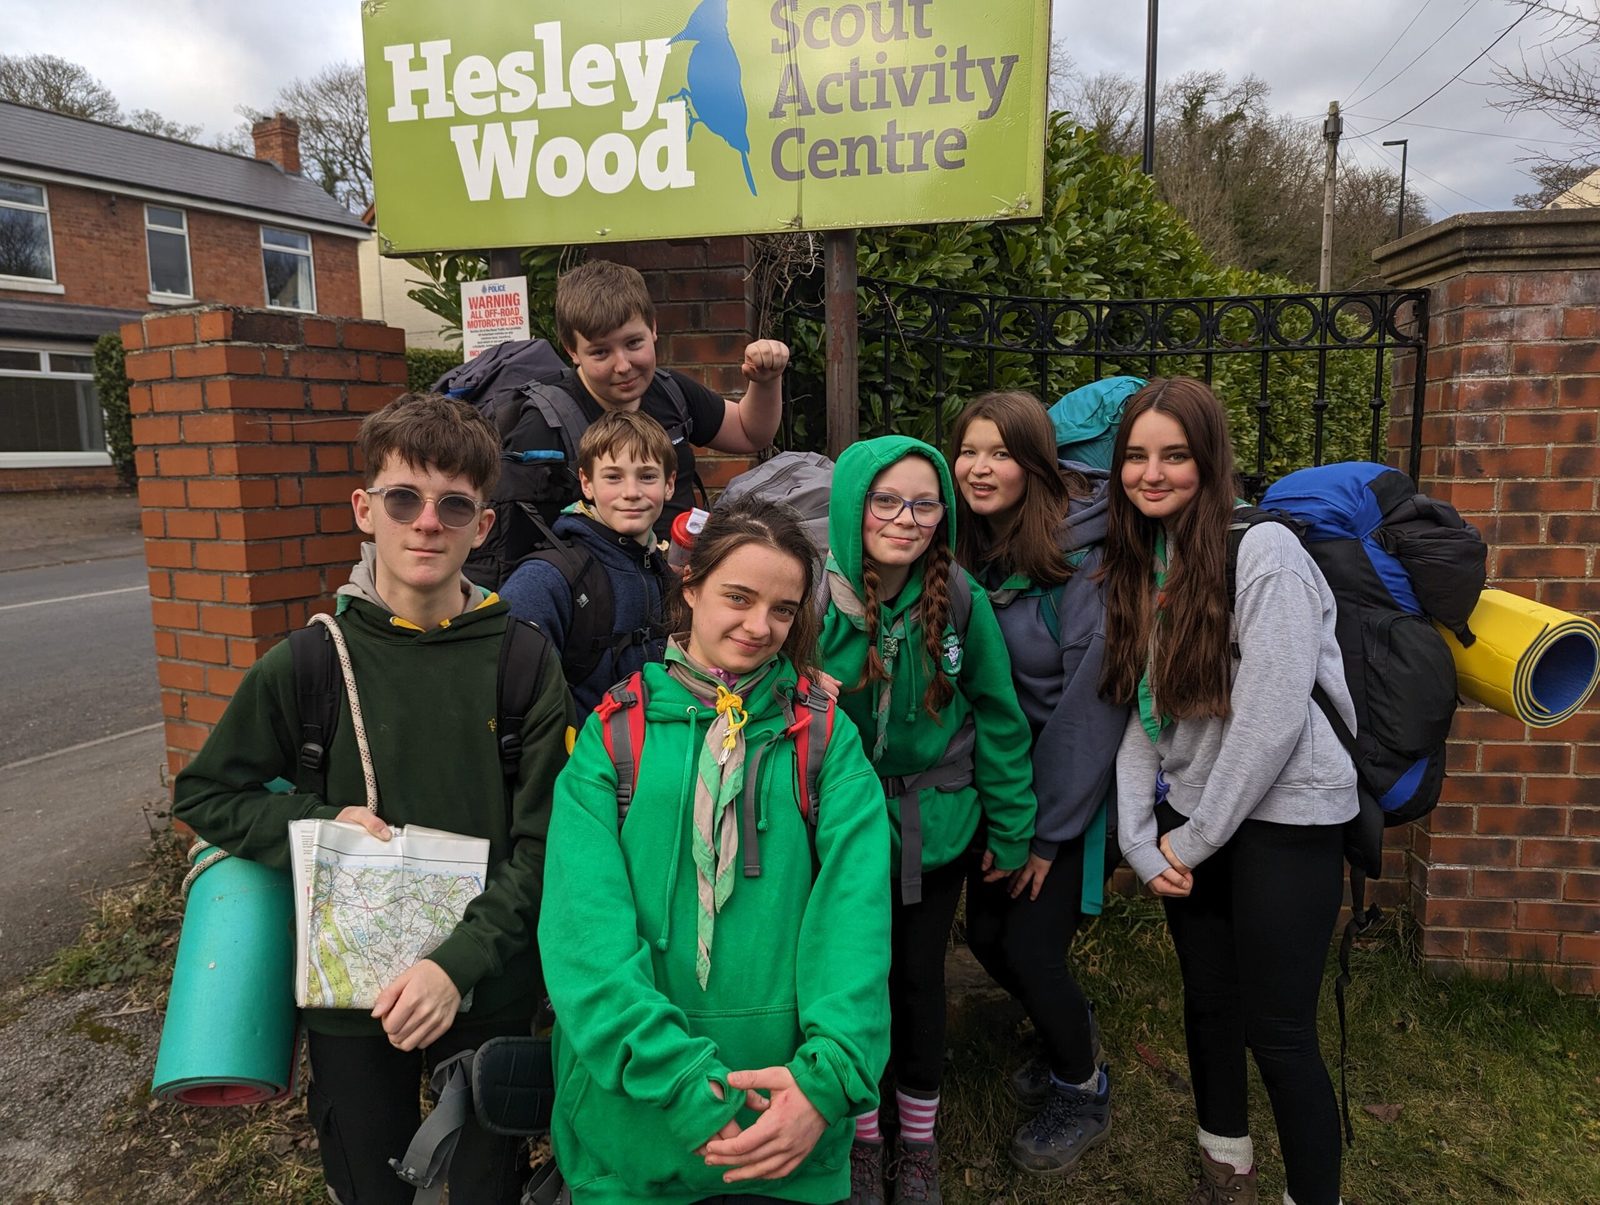 Hesley
Wood
Scout
Activity
Centre
POLICE
WARNING
ALL OFF-ROAD
MOTORCYCLISTS